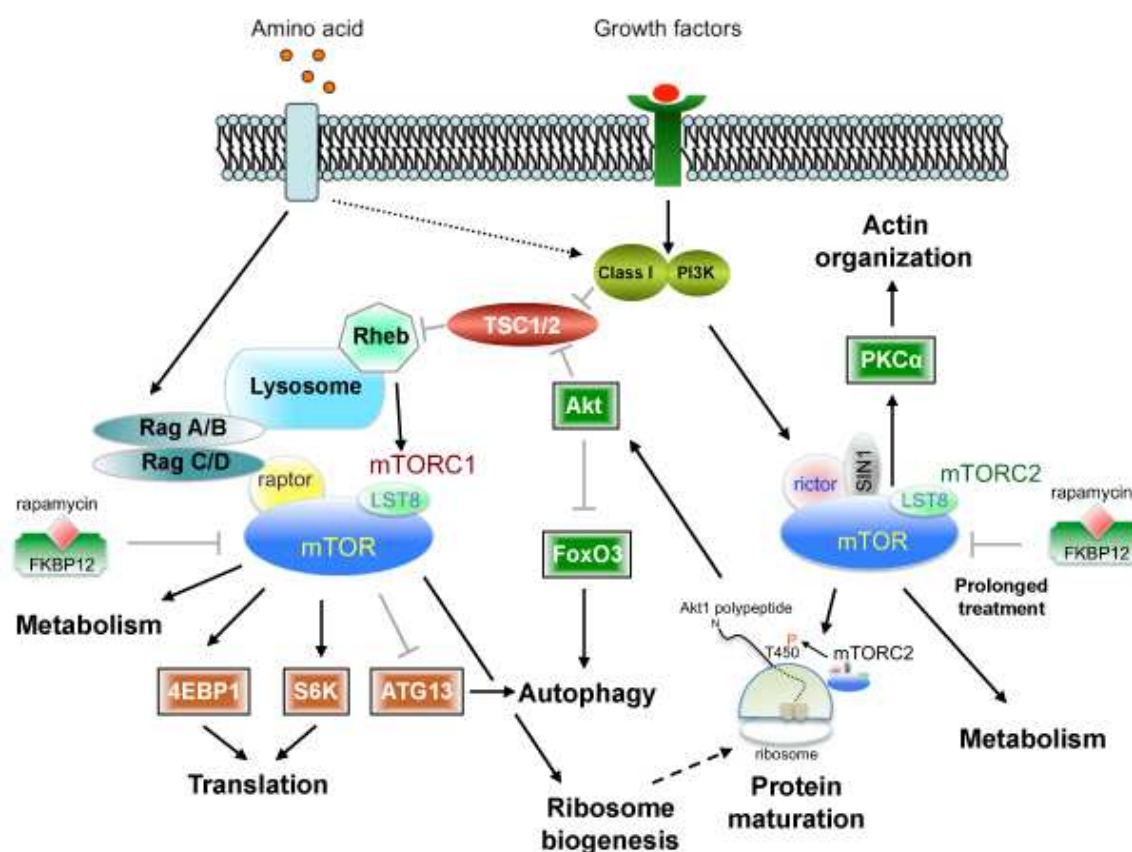 Amino acid
Growth factors
Class I
PI3K
Actin
organization
TSC1/2
Rheb
PKCα
Lysosome
Akt
Rag A/B
Rag C/D
mTORC1
raptor
LST8
mTOR
rapamycin
FKBP12
rictor
SIN1
mTORC2
LST8
mTOR
rapamycin
FKBP12
Prolonged
treatment
FoxO3
Metabolism
Akt1 polypeptide
N
T450
P
mTORC2
ribosome
4EBP1
S6K
ATG13
Autophagy
Metabolism
Translation
Ribosome
biogenesis
Protein
maturation